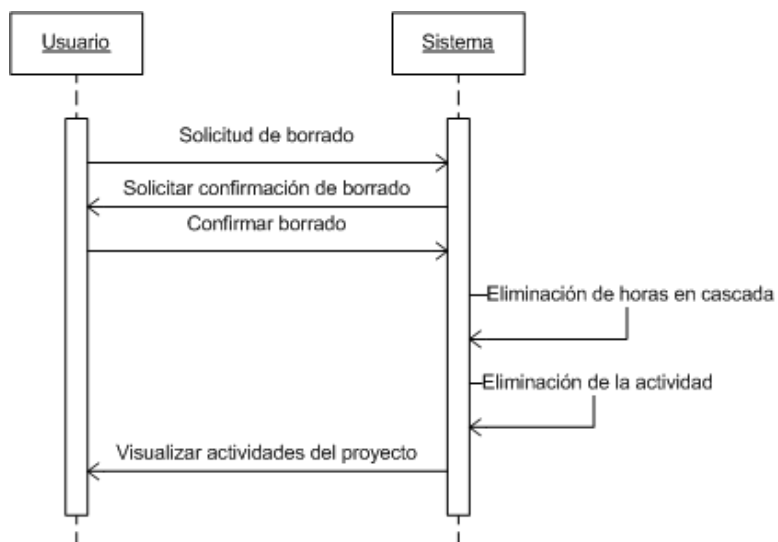 Usuario
Sistema
Solicitud de borrado
Solicitar confirmación de borrado
Confirmar borrado
Eliminación de horas en cascada
Eliminación de la actividad
Visualizar actividades del proyecto